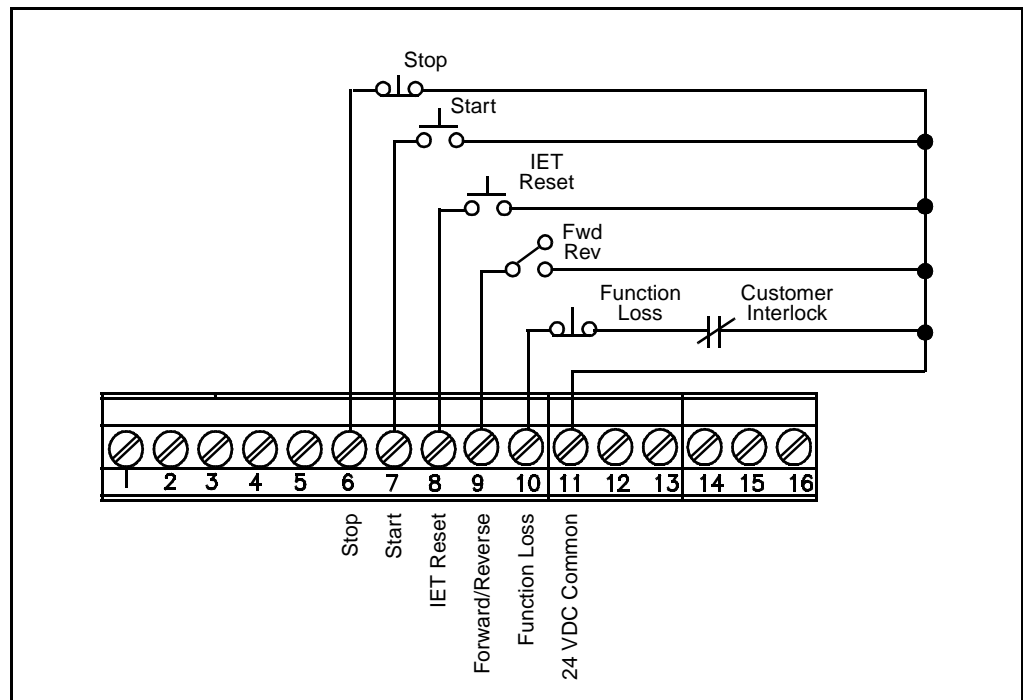 Stop
Start
IET
Reset
Fwd
Rev
Function
Loss
Customer
Interlock
1 2 3 4 5 6 7 8 9 10 11 12 13 14 15 16
Stop
Start
IET Reset
Forward/Reverse
Function Loss
24 VDC Common